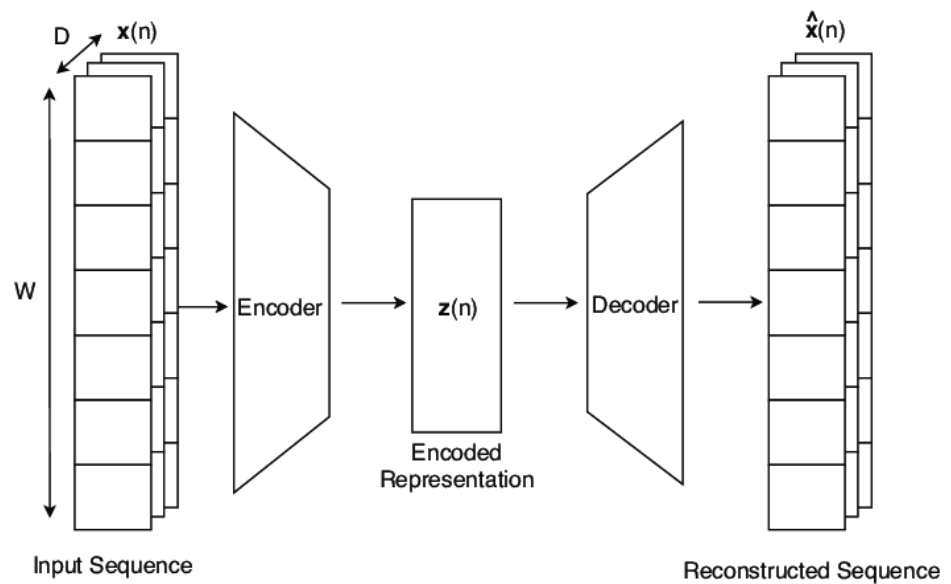 D
x(n)
x̂(n)
W
Encoder
z(n)
Decoder
Encoded
Representation
Input Sequence
Reconstructed Sequence